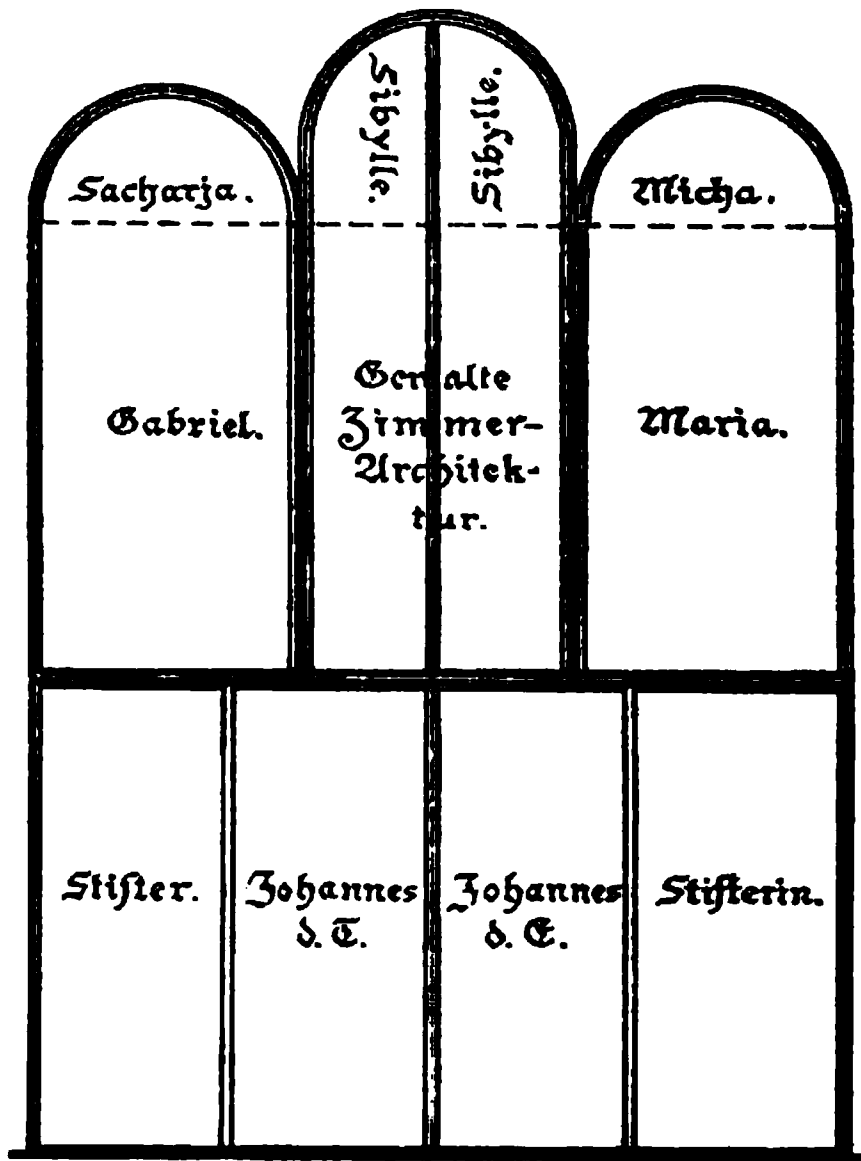 Sibylle.
Sibylle.
Sacharja.
Micha.
Gabriel.
Gemalte
Zimmer-
Architek-
tur.
Maria.
Stifter.
Johannes
d. T.
Johannes
d. E.
Stifterin.